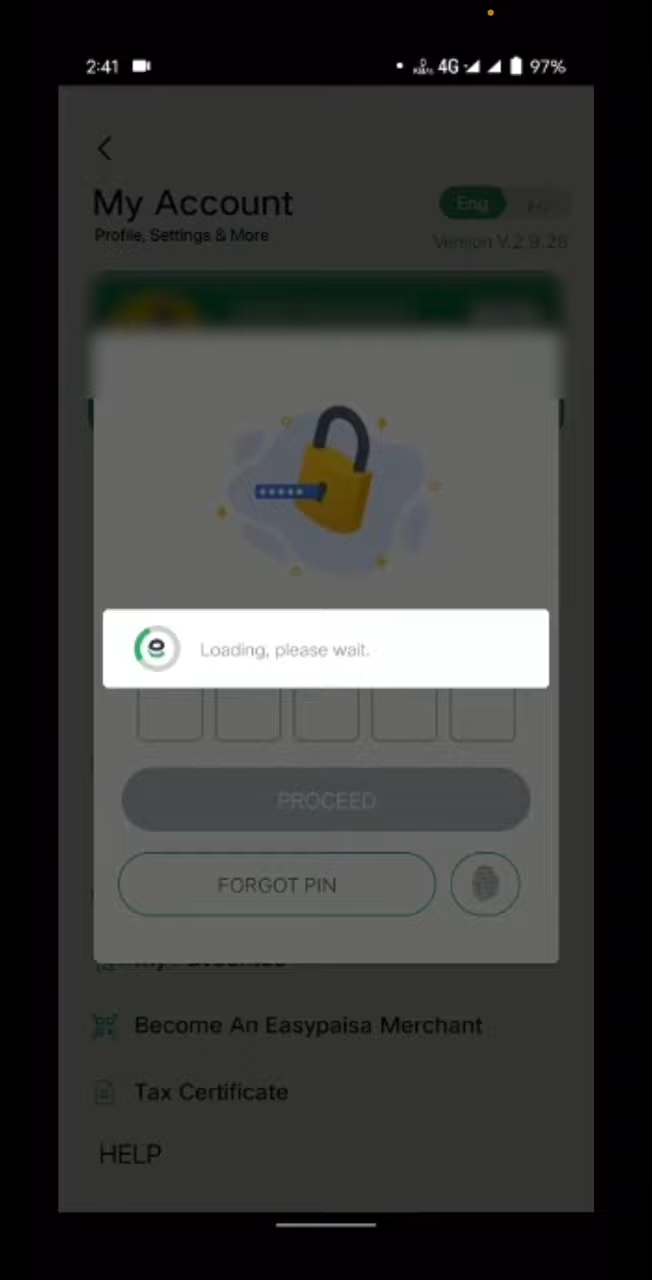 2:41
4G 97%
My Account
Eng
Profile, Settings & More
Version V.2.9.26
Loading, please wait.
PROCEED
FORGOT PIN
My
Become An Easypaisa Merchant
Tax Certificate
HELP